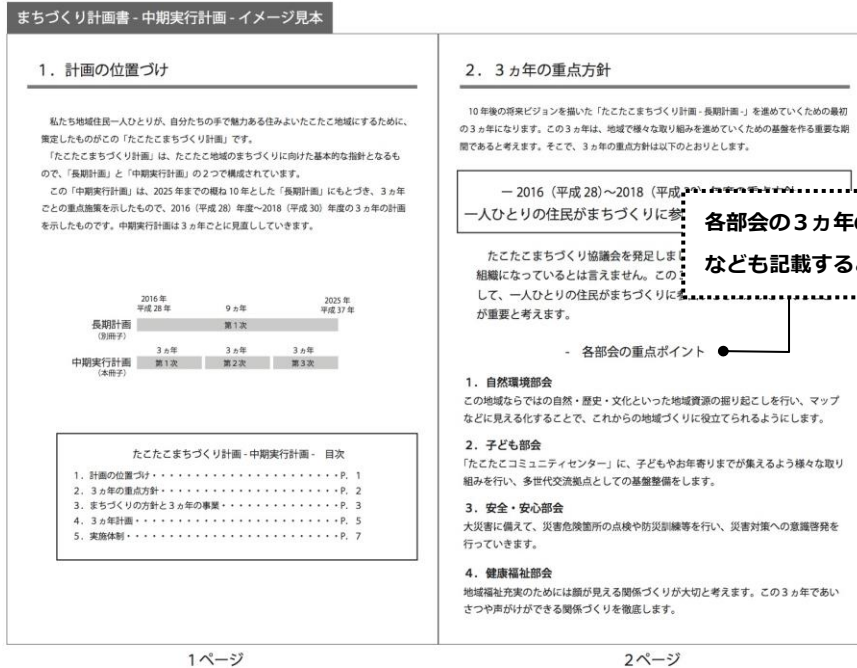 まちづくり計画書 - 中期実行計画 - イメージ見本
1．計画の位置づけ
私たち地域住民一人ひとりが、自分たちの手で魅力ある住みよいたこたこ地域にするために、
策定したものがこの「たこたこまちづくり計画」です。
「たこたこまちづくり計画」は、たこたこ地域のまちづくりに向けた基本的な指針となるも
ので、「長期計画」と「中期実行計画」の２つで構成されています。
この「中期実行計画」は、2025 年までの概ね 10 年とした「長期計画」にもとづき、３ヵ年
ごとの重点施策を示したもので、2016（平成 28）年度～2018（平成 30）年度の３ヵ年の計画
を示したものです。中期実行計画は３ヵ年ごとに見直ししていきます。
2016 年
平成 28 年
9 ヵ年
2025 年
平成 37 年
長期計画
（別冊子）
第１次
3 ヵ年 3 ヵ年 3 ヵ年
中期実行計画
（本冊子）
第１次 第２次 第３次
たこたこまちづくり計画 - 中期実行計画 -　目次
1．計画の位置づけ・・・・・・・・・・・・・・・・・・・・・・・P. 1
2．３ヵ年の重点方針・・・・・・・・・・・・・・・・・・・・・・P. 2
3．まちづくりの方針と３ヵ年の事業・・・・・・・・・・・・・・・P. 3
4．３ヵ年計画・・・・・・・・・・・・・・・・・・・・・・・・・P. 5
5．実施体制・・・・・・・・・・・・・・・・・・・・・・・・・・P. 7
1ページ
2．３ヵ年の重点方針
10 年後の将来ビジョンを描いた「たこたこまちづくり計画 - 長期計画 -」を進めていくための最初
の３ヵ年になります。この３ヵ年は、地域で様々な取り組みを進めていくための基盤を作る重要な期
間であると考えます。そこで、３ヵ年の重点方針は以下のとおりとします。
― 2016（平成 28）～2018（平成
一人ひとりの住民がまちづくりに参
各部会の３ヵ年の
なども記載する
たこたこまちづくり協議会を発足しまし
組織になっているとは言えません。この
して、一人ひとりの住民がまちづくりに参
が重要と考えます。
- 各部会の重点ポイント
1．自然環境部会
この地域ならではの自然・歴史・文化といった地域資源の掘り起こしを行い、マップ
などに見える化することで、これからの地域づくりに役立てられるようにします。
2．子ども部会
「たこたこコミュニティセンター」に、子どもやお年寄りまでが集えるよう様々な取り
組みを行い、多世代交流拠点としての基盤整備をします。
3．安全・安心部会
大災害に備えて、災害危険箇所の点検や防災訓練等を行い、災害対策への意識啓発を
行っていきます。
4．健康福祉部会
地域福祉充実のためには顔が見える関係づくりが大切と考えます。この３ヵ年であい
さつや声がけができる関係づくりを徹底します。
2ページ